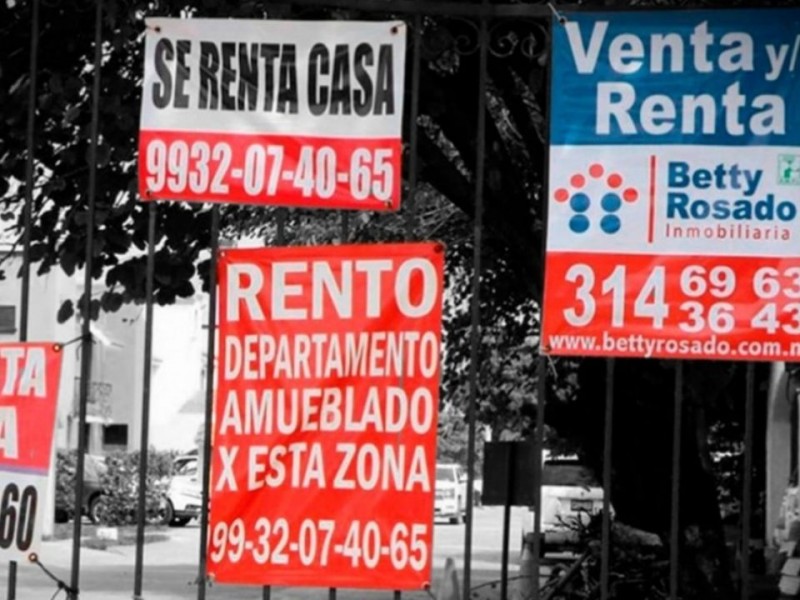 SE RENTA CASA
9932-07-40-65
RENTO
DEPARTAMENTO
AMUEBLADO
X ESTA ZONA
99-32-07-40-65
Venta y/
Renta
Betty
Rosado
Inmobiliaria
314 69 63
36 43
www.bettyrosado.com.m
TA
A
60